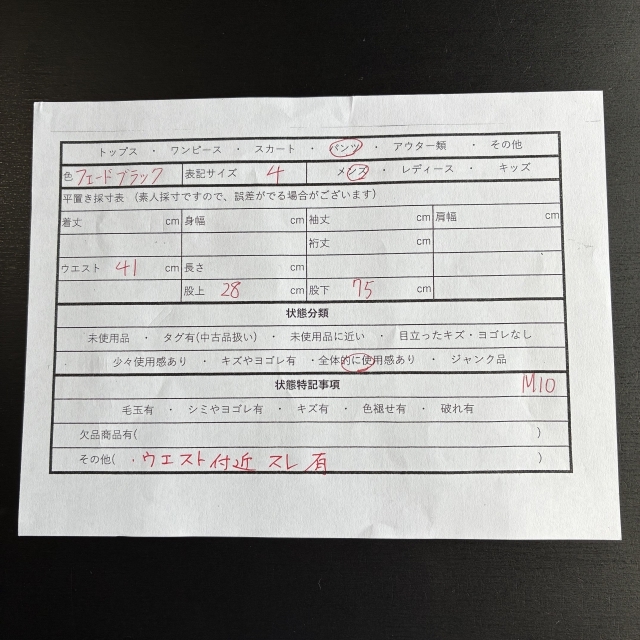 トップス ・ ワンピース ・ スカート ・ パンツ ・ アウター類 ・ その他
色 フェードブラック 表記サイズ 4 メンズ ・ レディース ・ キッズ
平置き採寸表 (素人採寸ですので、誤差がでる場合がございます)
着丈 cm 身幅 cm 袖丈 cm 肩幅 cm
裄丈 cm
ウエスト 41 cm 長さ cm
股上 28 cm 股下 75 cm
状態分類
未使用品 ・ タグ有(中古品扱い) ・ 未使用品に近い ・ 目立ったキズ・ヨゴレなし
少々使用感あり ・ キズやヨゴレ有 ・全体的に使用感あり ・ ジャンク品
状態特記事項 M10
毛玉有 ・ シミやヨゴレ有 ・ キズ有 ・ 色褪せ有 ・ 破れ有
欠品商品有( )
その他( ・ウエスト付近 スレ 有 )